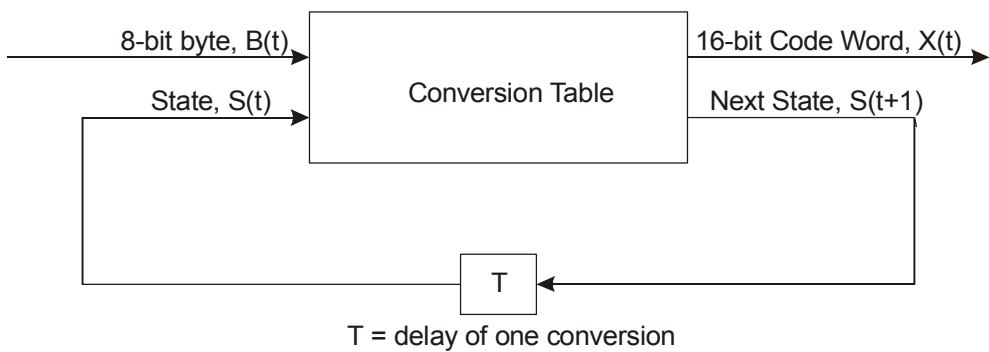 8-bit byte, B(t)
16-bit Code Word, X(t)
Conversion Table
State, S(t)
Next State, S(t+1)
T
T = delay of one conversion